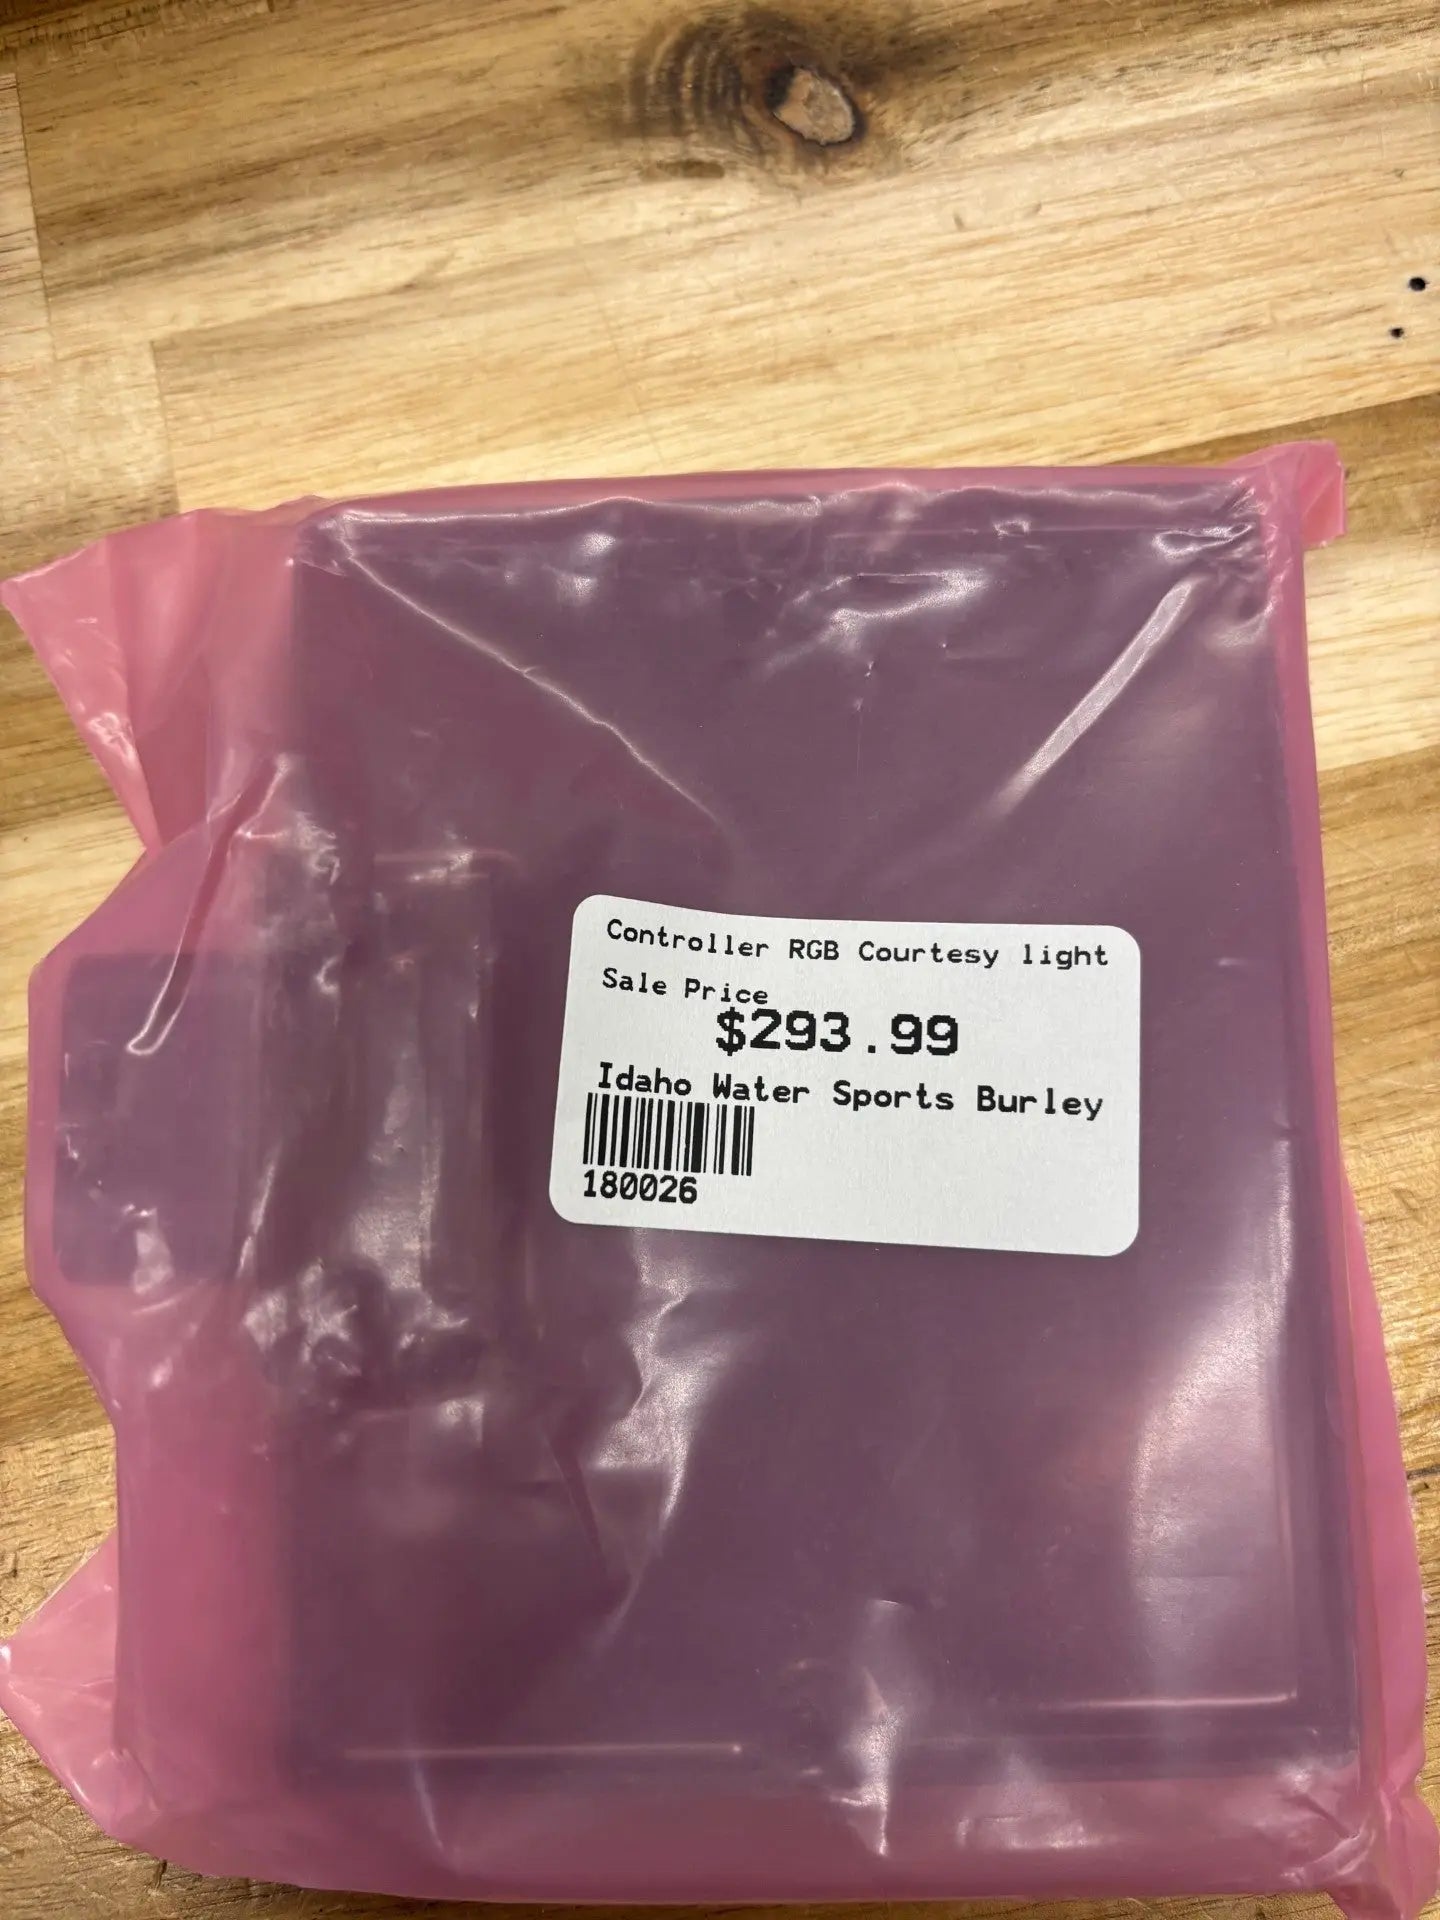 Controller RGB Courtesy light
Sale Price
$293.99
Idaho Water Sports Burley
180026